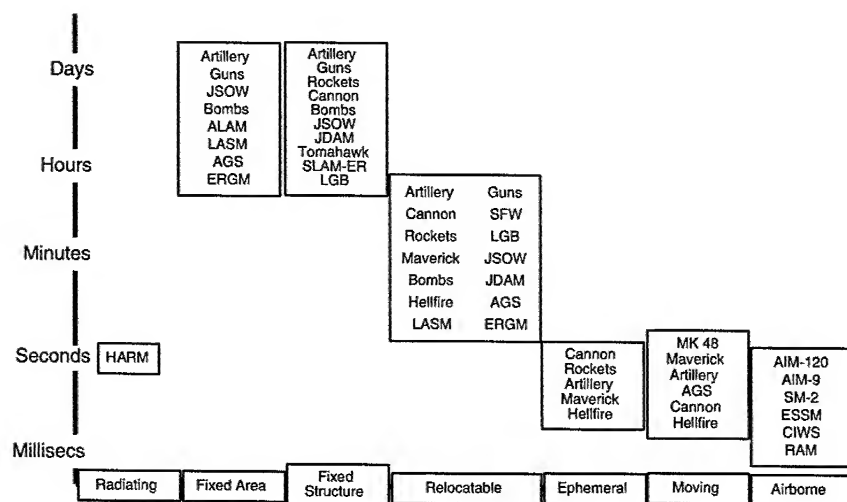 Days
Hours
Minutes
Seconds
Millisecs
HARM
Artillery
Guns
JSOW
Bombs
ALAM
LASM
AGS
ERGM
Artillery
Guns
Rockets
Cannon
Bombs
JSOW
JDAM
Tomahawk
SLAM-ER
LGB
Artillery Guns
Cannon SFW
Rockets LGB
Maverick JSOW
Bombs JDAM
Hellfire AGS
LASM ERGM
Cannon
Rockets
Artillery
Maverick
Hellfire
MK 48
Maverick
Artillery
AGS
Cannon
Hellfire
AIM-120
AIM-9
SM-2
ESSM
CIWS
RAM
Radiating
Fixed Area
Fixed
Structure
Relocatable
Ephemeral
Moving
Airborne